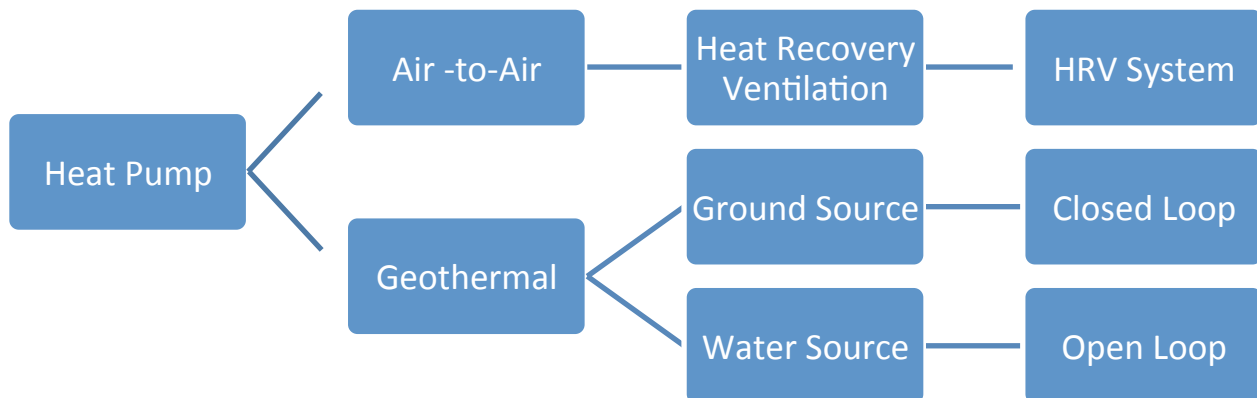 Air -to-Air
Heat Recovery
Ventilation
HRV System
Heat Pump
Ground Source
Closed Loop
Geothermal
Water Source
Open Loop